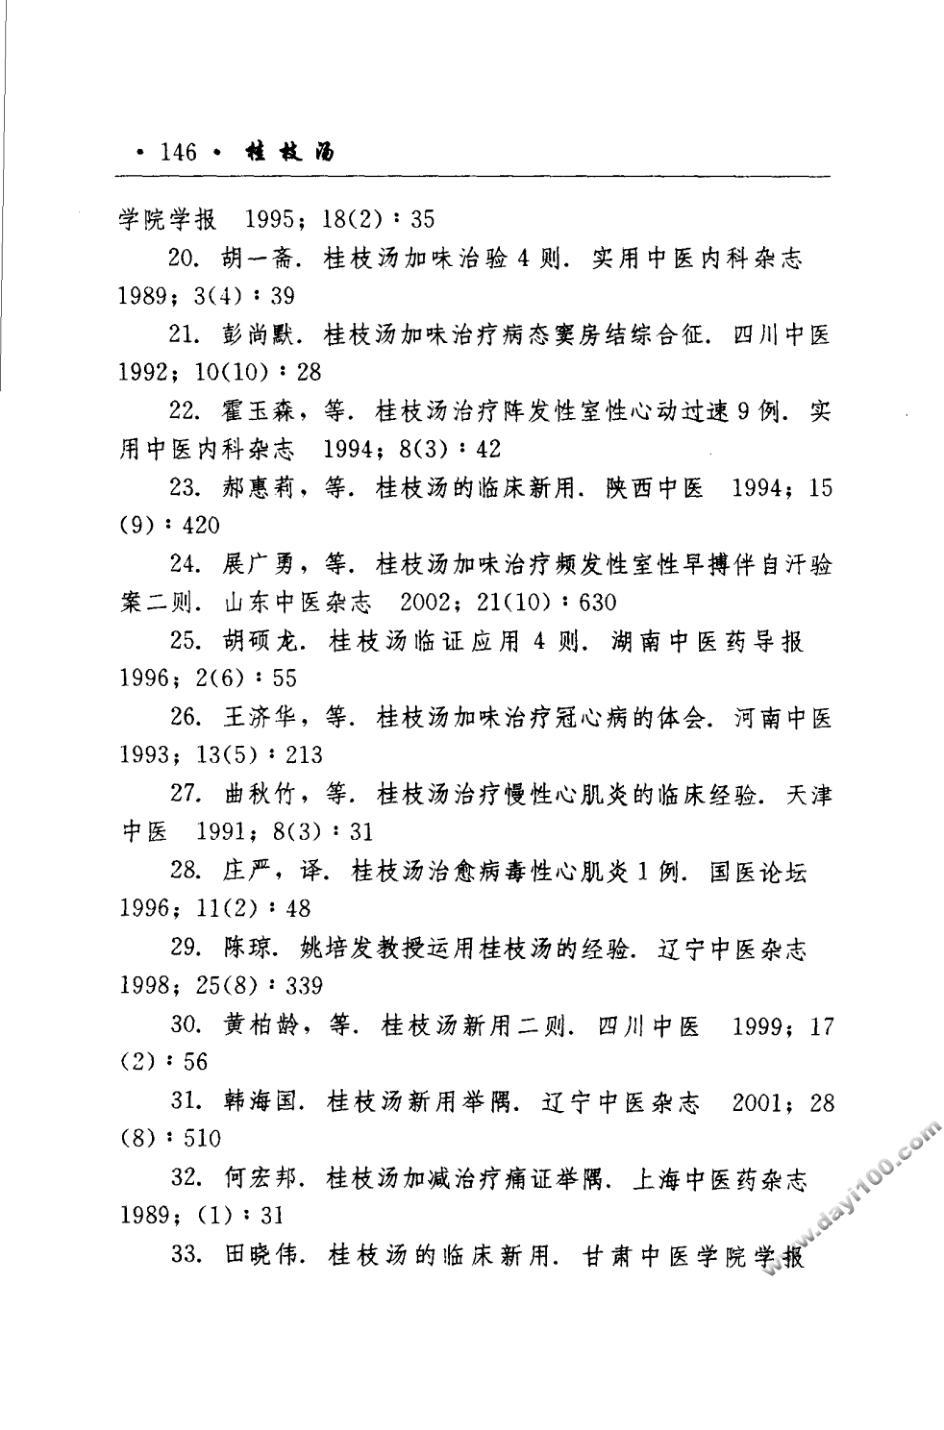 · 146 · 桂枝汤
学院学报 1995; 18(2):35
20. 胡一斋. 桂枝汤加味治验4则. 实用中医内科杂志
1989; 3(4):39
21. 彭尚默. 桂枝汤加味治疗病态窦房结综合征. 四川中医
1992; 10(10):28
22. 霍玉森, 等. 桂枝汤治疗阵发性室性心动过速9例. 实
用中医内科杂志 1994; 8(3):42
23. 郝惠莉, 等. 桂枝汤的临床新用. 陕西中医 1994; 15
(9):420
24. 展广勇, 等. 桂枝汤加味治疗频发性室性早搏伴自汗验
案二则. 山东中医杂志 2002; 21(10):630
25. 胡硕龙. 桂枝汤临证应用4则. 湖南中医药导报
1996; 2(6):55
26. 王济华, 等. 桂枝汤加味治疗冠心病的体会. 河南中医
1993; 13(5):213
27. 曲秋竹, 等. 桂枝汤治疗慢性心肌炎的临床经验. 天津
中医 1991; 8(3):31
28. 庄严, 译. 桂枝汤治愈病毒性心肌炎1例. 国医论坛
1996; 11(2):48
29. 陈琼. 姚培发教授运用桂枝汤的经验. 辽宁中医杂志
1998; 25(8):339
30. 黄柏龄, 等. 桂枝汤新用二则. 四川中医 1999; 17
(2):56
31. 韩海国. 桂枝汤新用举隅. 辽宁中医杂志 2001; 28
(8):510
32. 何宏邦. 桂枝汤加减治疗痛证举隅. 上海中医药杂志
1989; (1):31
33. 田晓伟. 桂枝汤的临床新用. 甘肃中医学院学报
www.dayi100.com